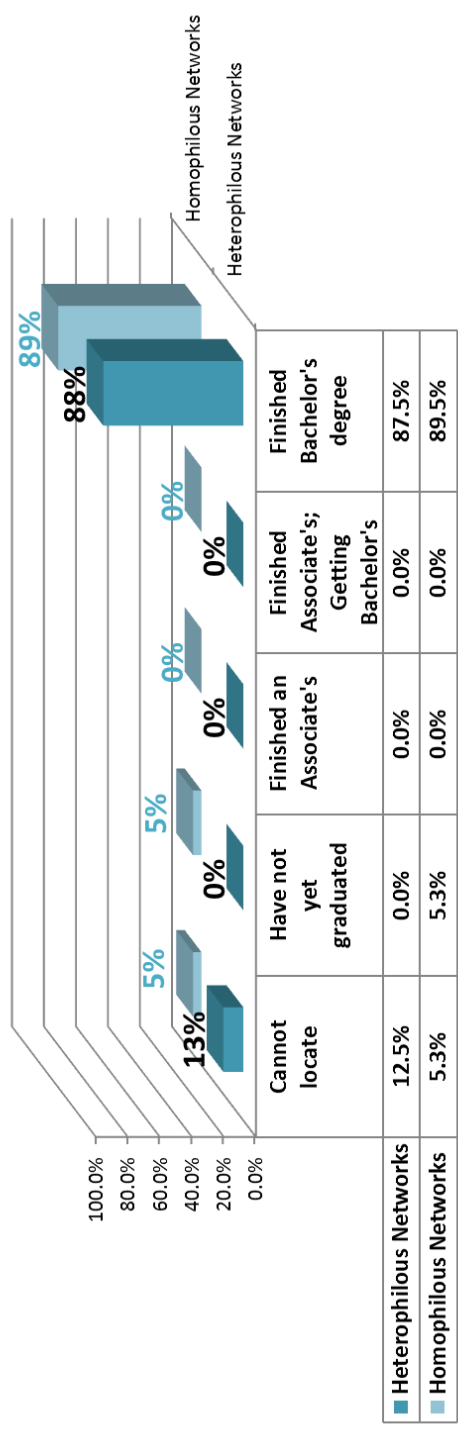 100.0%
80.0%
60.0%
40.0%
20.0%
0.0%
13%
0%
0%
0%
88%
5%
5%
0%
0%
89%
Homophilous Networks
Heterophilous Networks
Cannot
locate
Have not
yet
graduated
Finished an
Associate's
Finished
Associate's;
Getting
Bachelor's
Finished
Bachelor's
degree
Heterophilous Networks 12.5% 0.0% 0.0% 0.0% 87.5%
Homophilous Networks 5.3% 5.3% 0.0% 0.0% 89.5%